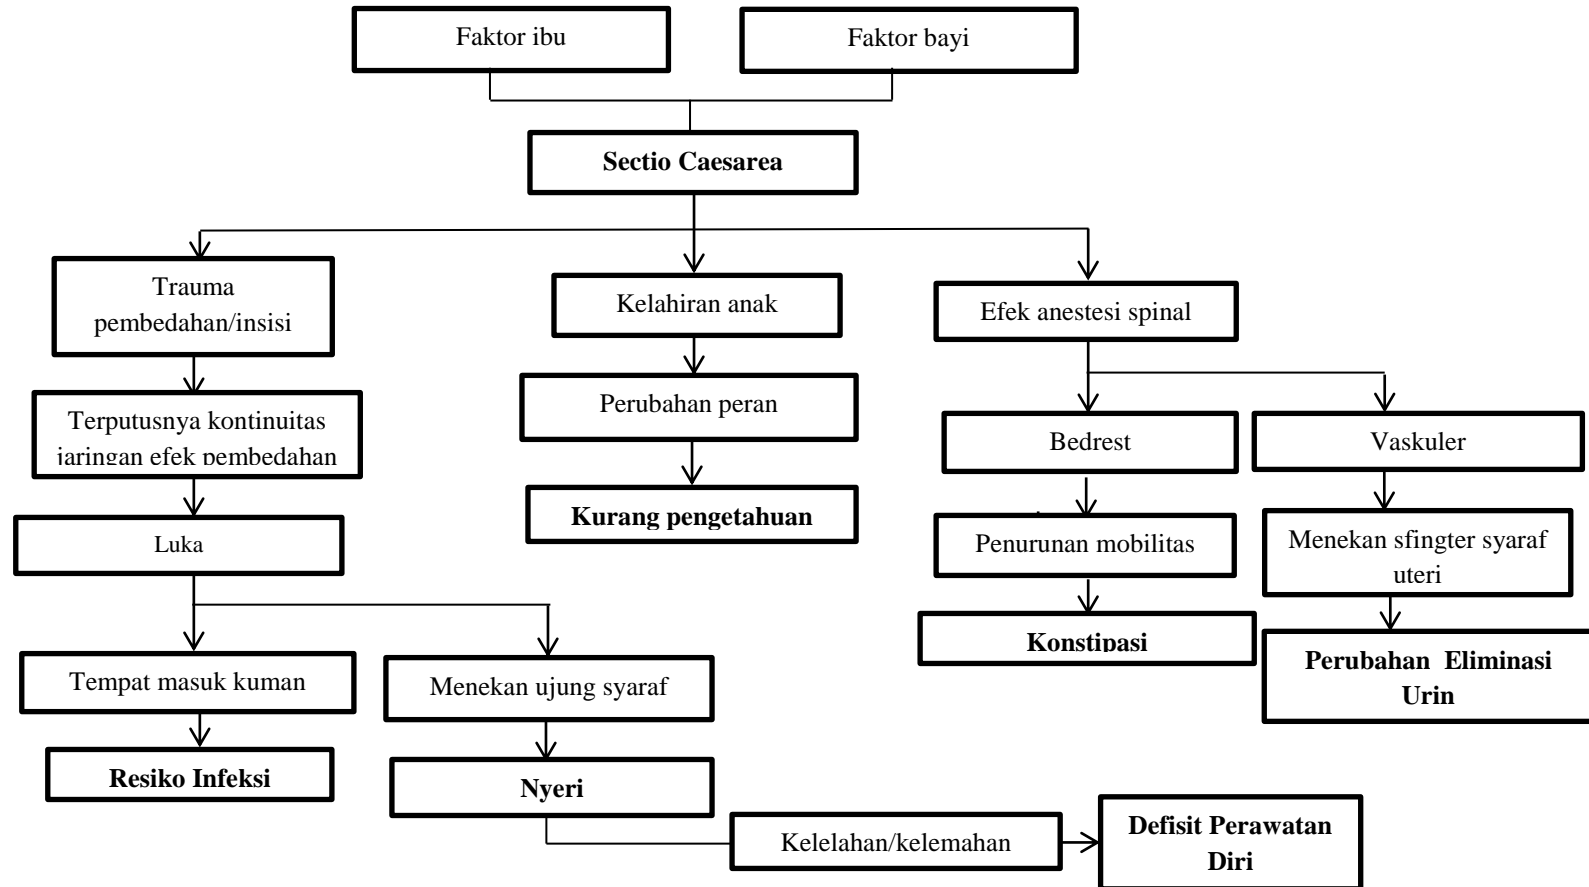 Faktor ibu
Faktor bayi
Sectio Caesarea
Trauma
pembedahan/insisi
Kelahiran anak
Efek anestesi spinal
Terputusnya kontinuitas
jaringan efek pembedahan
Perubahan peran
Bedrest
Vaskuler
Luka
Kurang pengetahuan
Penurunan mobilitas
Menekan sfingter syaraf
uteri
Tempat masuk kuman
Menekan ujung syaraf
Konstipasi
Perubahan Eliminasi
Urin
Resiko Infeksi
Nyeri
Kelelahan/kelemahan
Defisit Perawatan
Diri